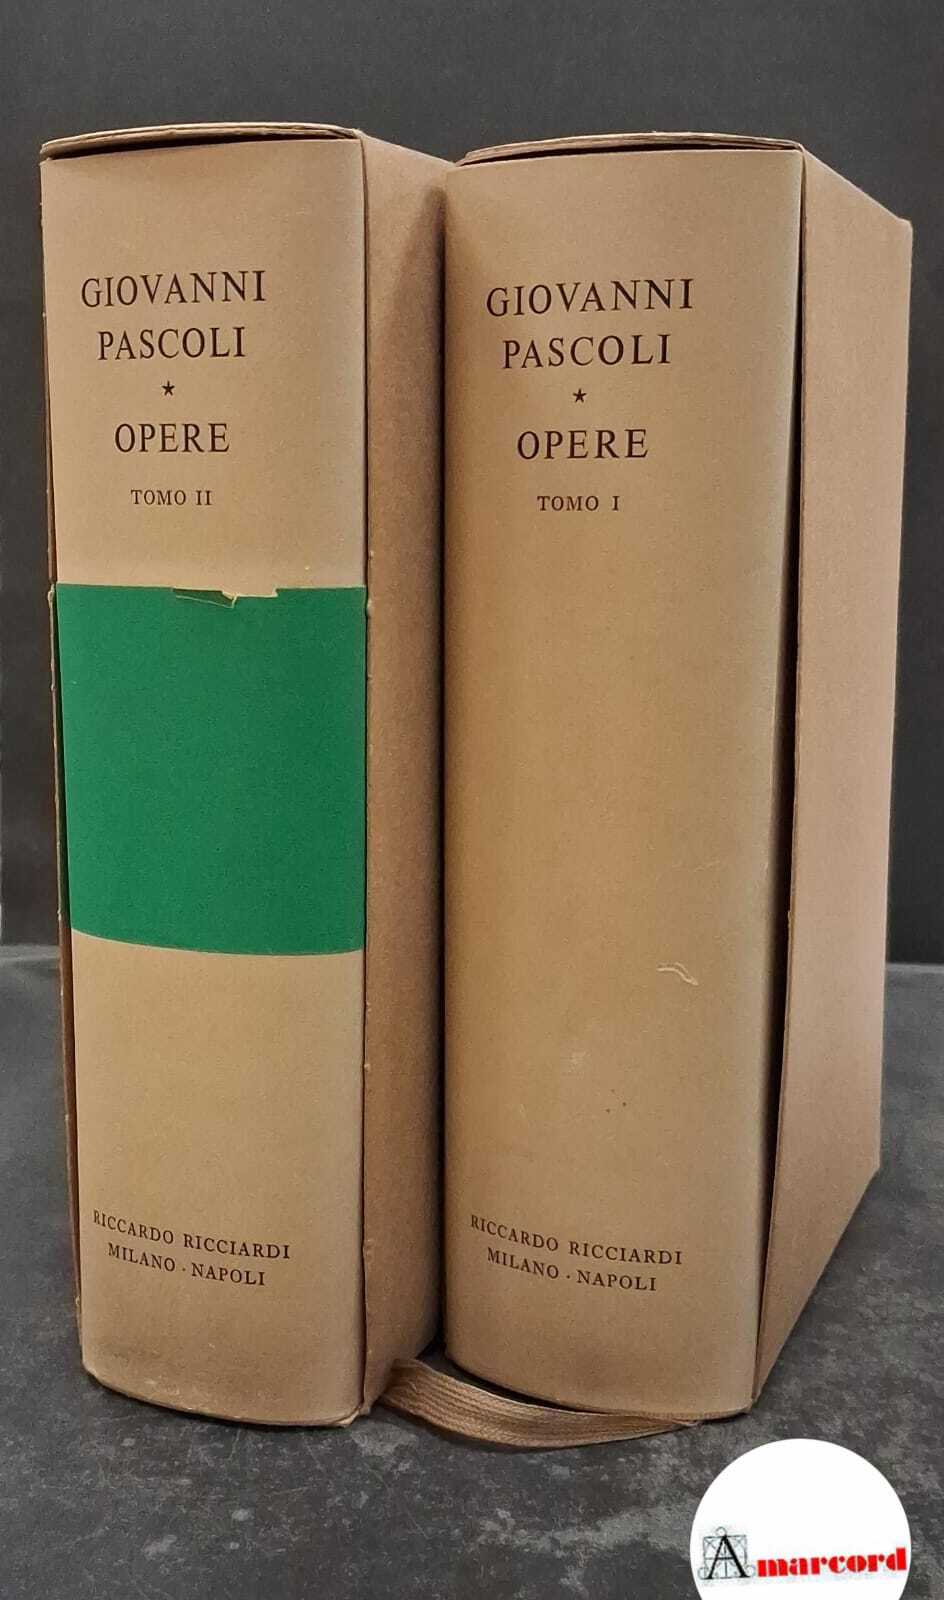 GIOVANNI
PASCOLI
★
OPERE
TOMO II
RICCARDO RICCIARDI
MILANO · NAPOLI
GIOVANNI
PASCOLI
★
OPERE
TOMO I
RICCARDO RICCIARDI
MILANO · NAPOLI
Amarcord